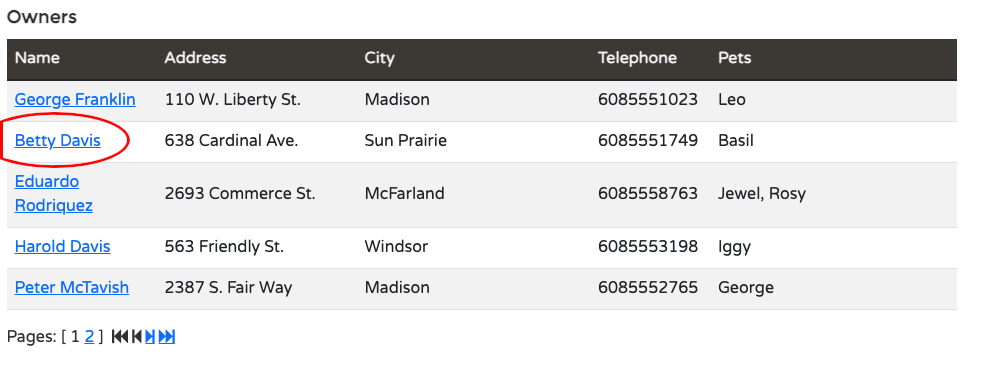 Owners
Name Address City Telephone Pets
George Franklin 110 W. Liberty St. Madison 6085551023 Leo
Betty Davis 638 Cardinal Ave. Sun Prairie 6085551749 Basil
Eduardo
Rodriquez 2693 Commerce St. McFarland 6085558763 Jewel, Rosy
Harold Davis 563 Friendly St. Windsor 6085553198 Iggy
Peter McTavish 2387 S. Fair Way Madison 6085552765 George
Pages: [ 1 2 ]